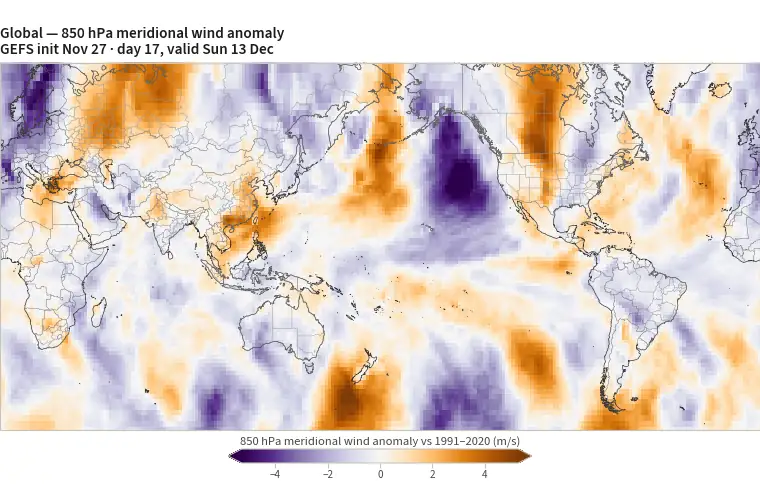 Global — 850 hPa meridional wind anomaly
GEFS init Nov 27 · day 17, valid Sun 13 Dec
850 hPa meridional wind anomaly vs 1991–2020 (m/s)
−4 −2 0 2 4